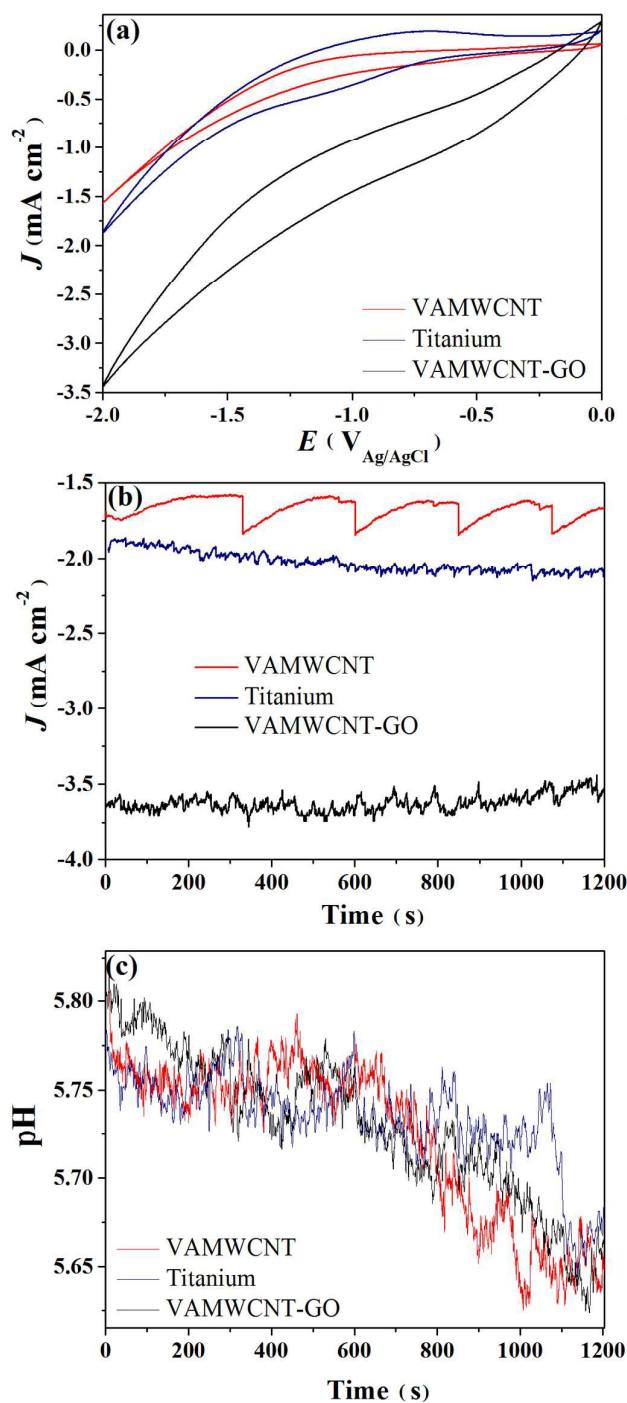 (a)
0.0
-0.5
-1.0
-1.5
-2.0
-2.5
-3.0
-3.5
J (mA cm-2
VAMWCNT
Titanium
VAMWCNT-GO
-2.0 -1.5 -1.0 -0.5 0.0
E ( V Ag/AgCl )
(b)
-1.5
-2.0
-2.5
-3.0
-3.5
-4.0
J (mA cm-2)
VAMWCNT
Titanium
VAMWCNT-GO
0 200 400 600 800 1000 1200
Time (s)
(c)
5.80
5.75
5.70
5.65
pH
VAMWCNT
Titanium
VAMWCNT-GO
0 200 400 600 800 1000 1200
Time (s)